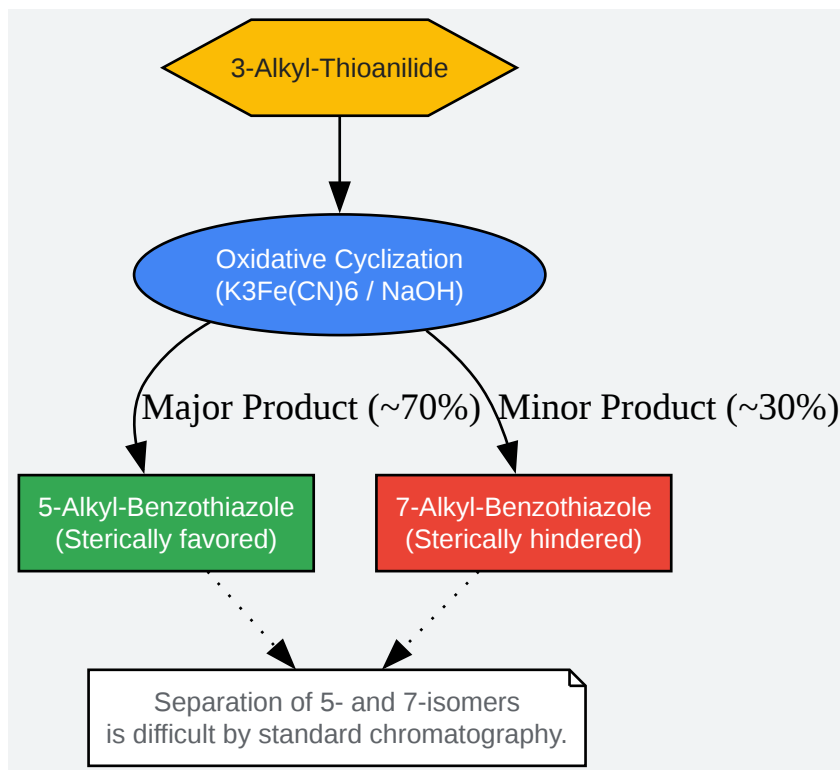 3-Alkyl-Thioanilide
Oxidative Cyclization
(K3Fe(CN)6 / NaOH)
Major Product (~70%)
Minor Product (~30%)
5-Alkyl-Benzothiazole
(Sterically favored)
7-Alkyl-Benzothiazole
(Sterically hindered)
Separation of 5- and 7-isomers
is difficult by standard chromatography.